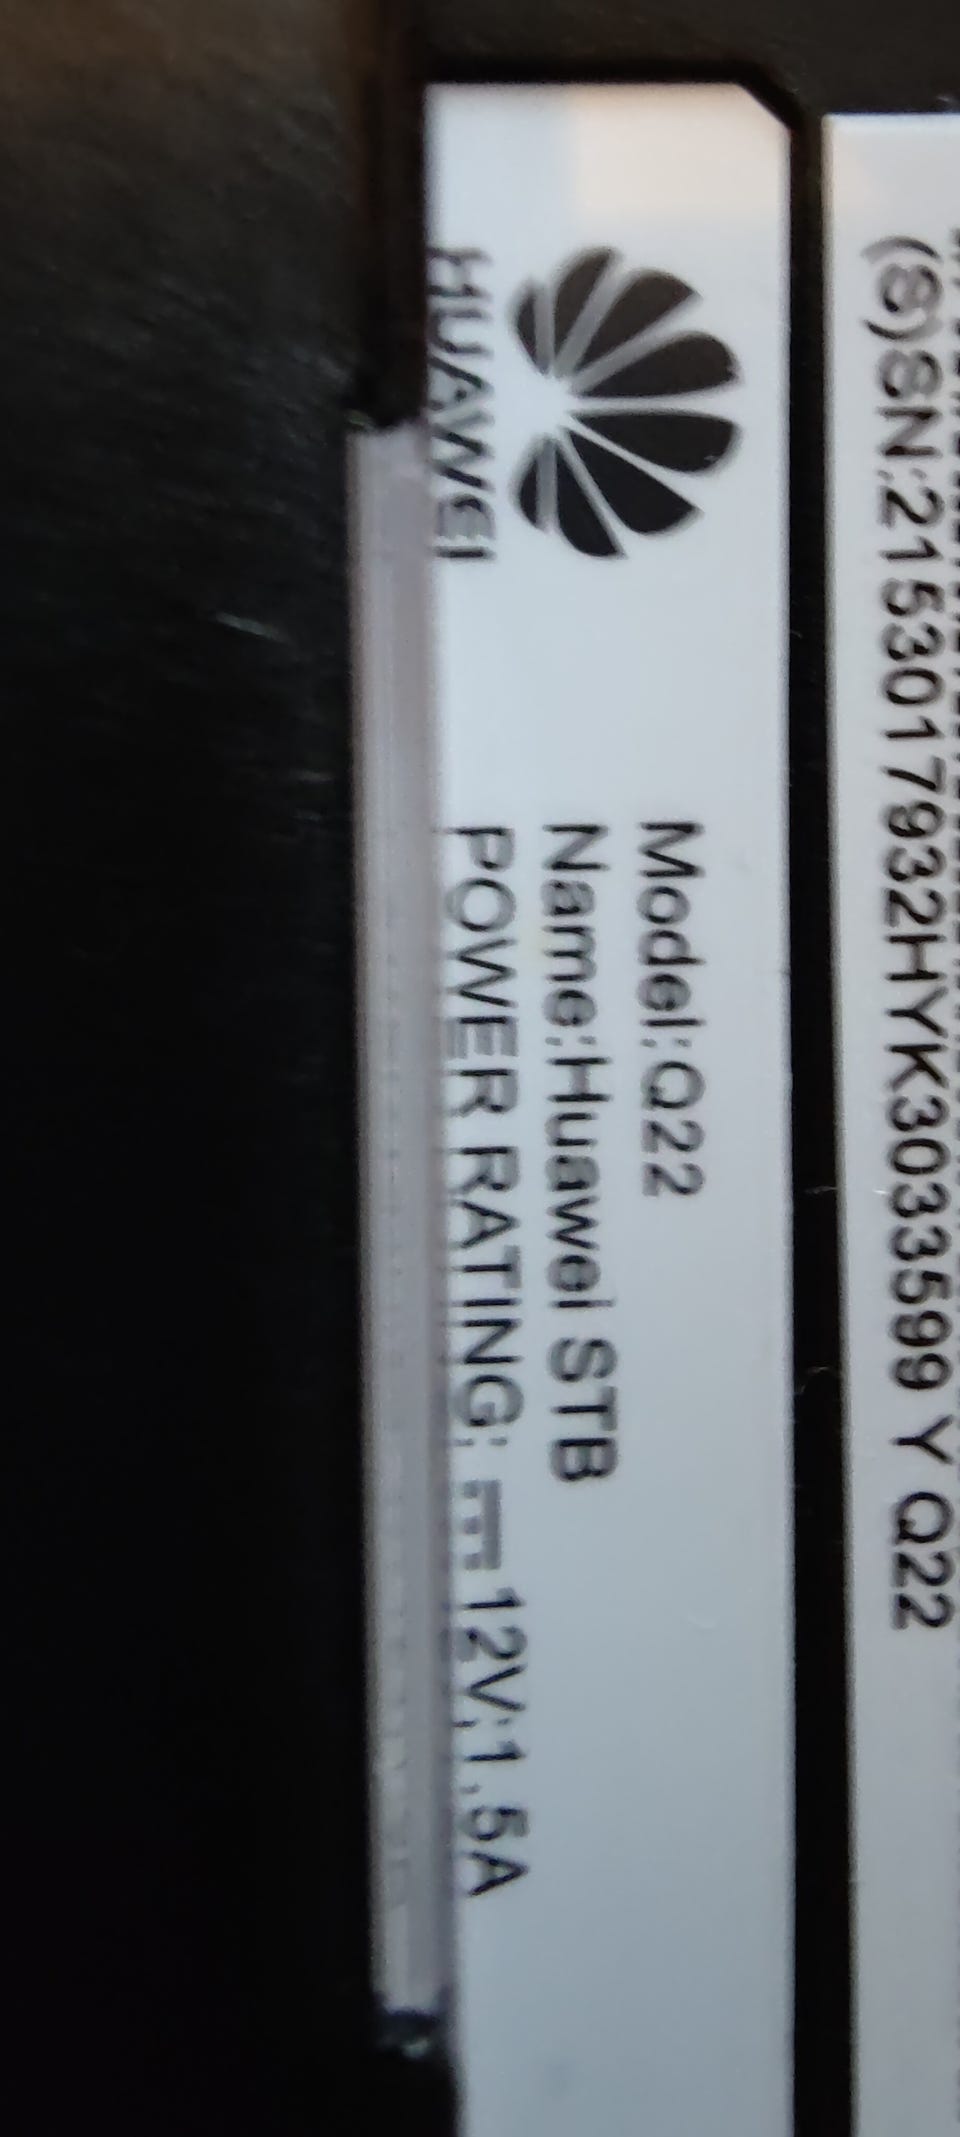 (S)SN:2153017932HYK3033599 Y Q22
HUAWEI
Model:Q22
Name:Huawei STB
POWER RATING: ⎓12V;1.5A